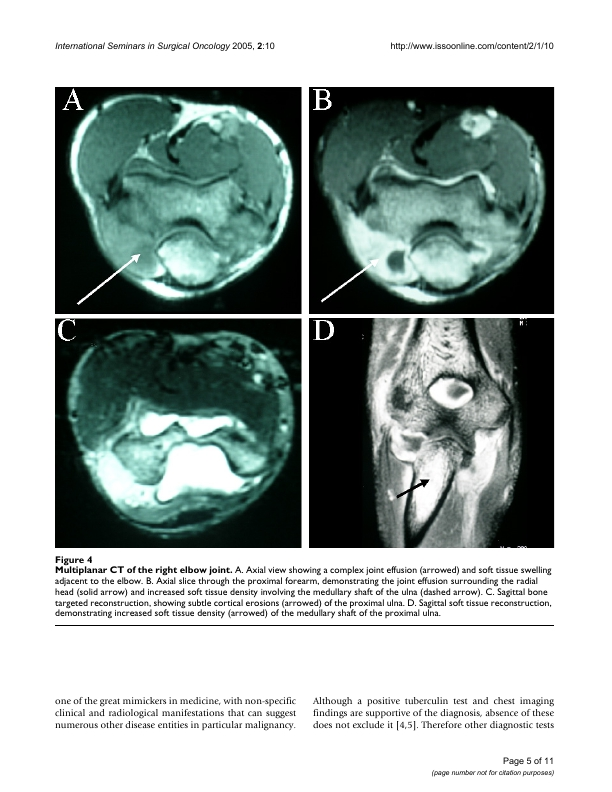 International Seminars in Surgical Oncology 2005, 2:10 http://www.issoonline.com/content/2/1/10
A B
C D
Figure 4
Multiplanar CT of the right elbow joint. A. Axial view showing a complex joint effusion (arrowed) and soft tissue swelling
adjacent to the elbow. B. Axial slice through the proximal forearm, demonstrating the joint effusion surrounding the radial
head (solid arrow) and increased soft tissue density involving the medullary shaft of the ulna (dashed arrow). C. Sagittal bone
targeted reconstruction, showing subtle cortical erosions (arrowed) of the proximal ulna. D. Sagittal soft tissue reconstruction,
demonstrating increased soft tissue density (arrowed) of the medullary shaft of the proximal ulna.
one of the great mimickers in medicine, with non-specific
clinical and radiological manifestations that can suggest
numerous other disease entities in particular malignancy.
Although a positive tuberculin test and chest imaging
findings are supportive of the diagnosis, absence of these
does not exclude it [4,5]. Therefore other diagnostic tests
Page 5 of 11
(page number not for citation purposes)